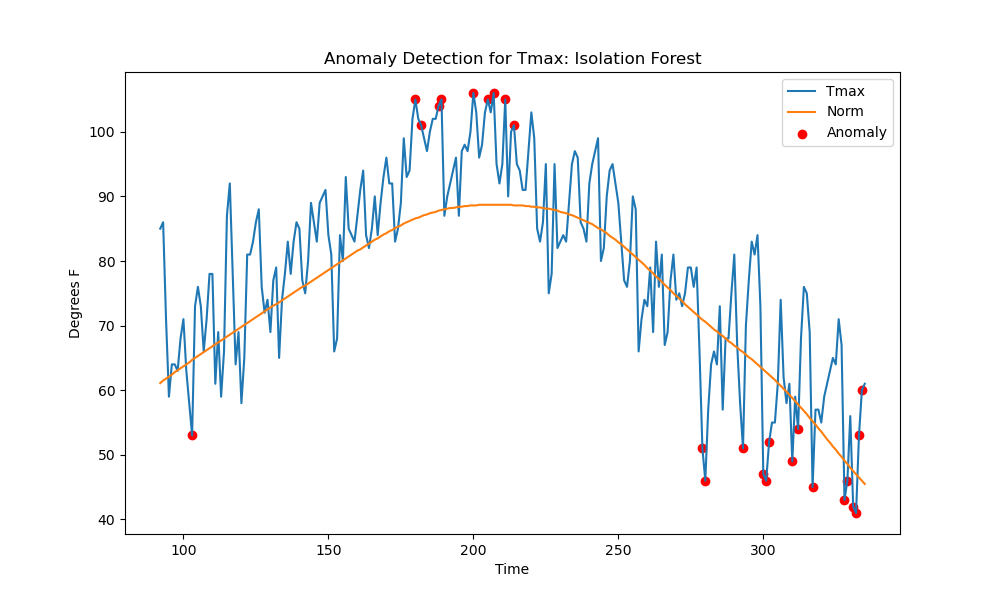 Anomaly Detection for Tmax: Isolation Forest
Tmax
Norm
Anomaly
Degrees F
100
90
80
70
60
50
40
100 150 200 250 300
Time